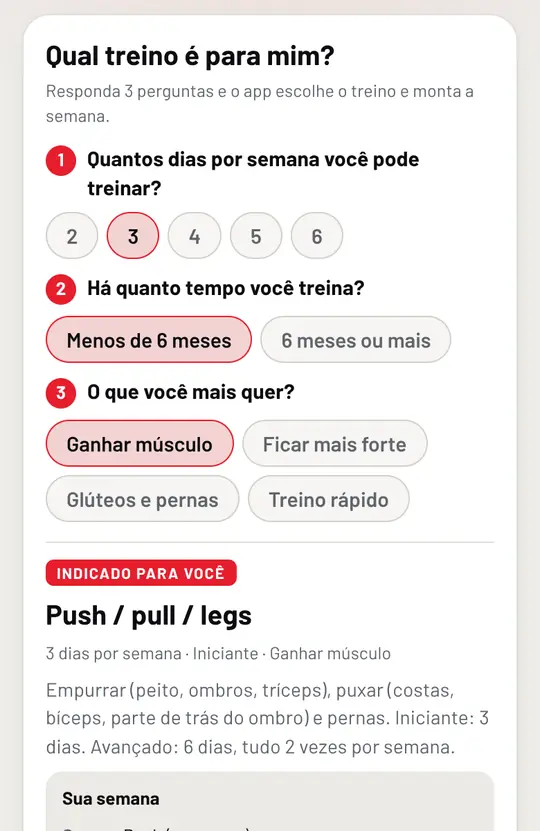 Qual treino é para mim?
Responda 3 perguntas e o app escolhe o treino e monta a
semana.
1 Quantos dias por semana você pode
treinar?
2 3 4 5 6
2 Há quanto tempo você treina?
Menos de 6 meses 6 meses ou mais
3 O que você mais quer?
Ganhar músculo Ficar mais forte
Glúteos e pernas Treino rápido
INDICADO PARA VOCÊ
Push / pull / legs
3 dias por semana · Iniciante · Ganhar músculo
Empurrar (peito, ombros, tríceps), puxar (costas,
bíceps, parte de trás do ombro) e pernas. Iniciante: 3
dias. Avançado: 6 dias, tudo 2 vezes por semana.
Sua semana